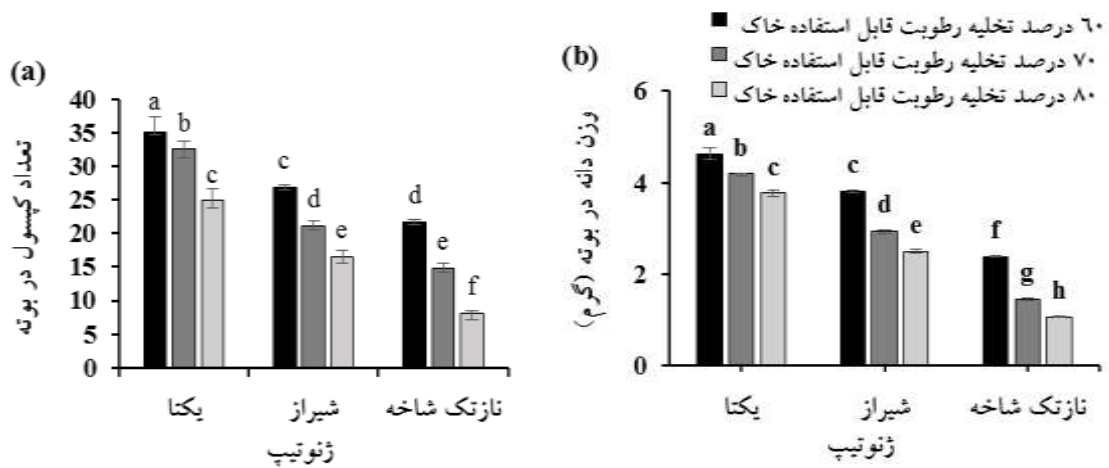 ۶۰ درصد تخلیه رطوبت قابل استفاده خاک
۷۰ درصد تخلیه رطوبت قابل استفاده خاک
۸۰ درصد تخلیه رطوبت قابل استفاده خاک
(a)
تعداد کپسول در بوته
40
35
30
25
20
15
10
5
0
a
b
c
c
d
e
d
e
f
یکتا
شیراز
نازتک شاخه
ژنوتیپ
(b)
وزن دانه در بوته (گرم)
6
4
2
0
a
b
c
c
d
e
f
g
h
یکتا
شیراز
نازتک شاخه
ژنوتیپ